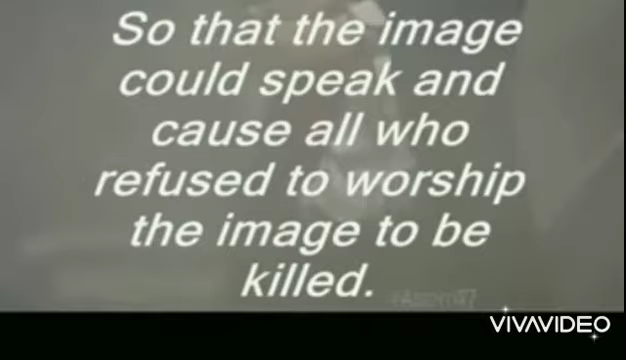 So that the image
could speak and
cause all who
refused to worship
the image to be
killed.
VIVAVIDEO